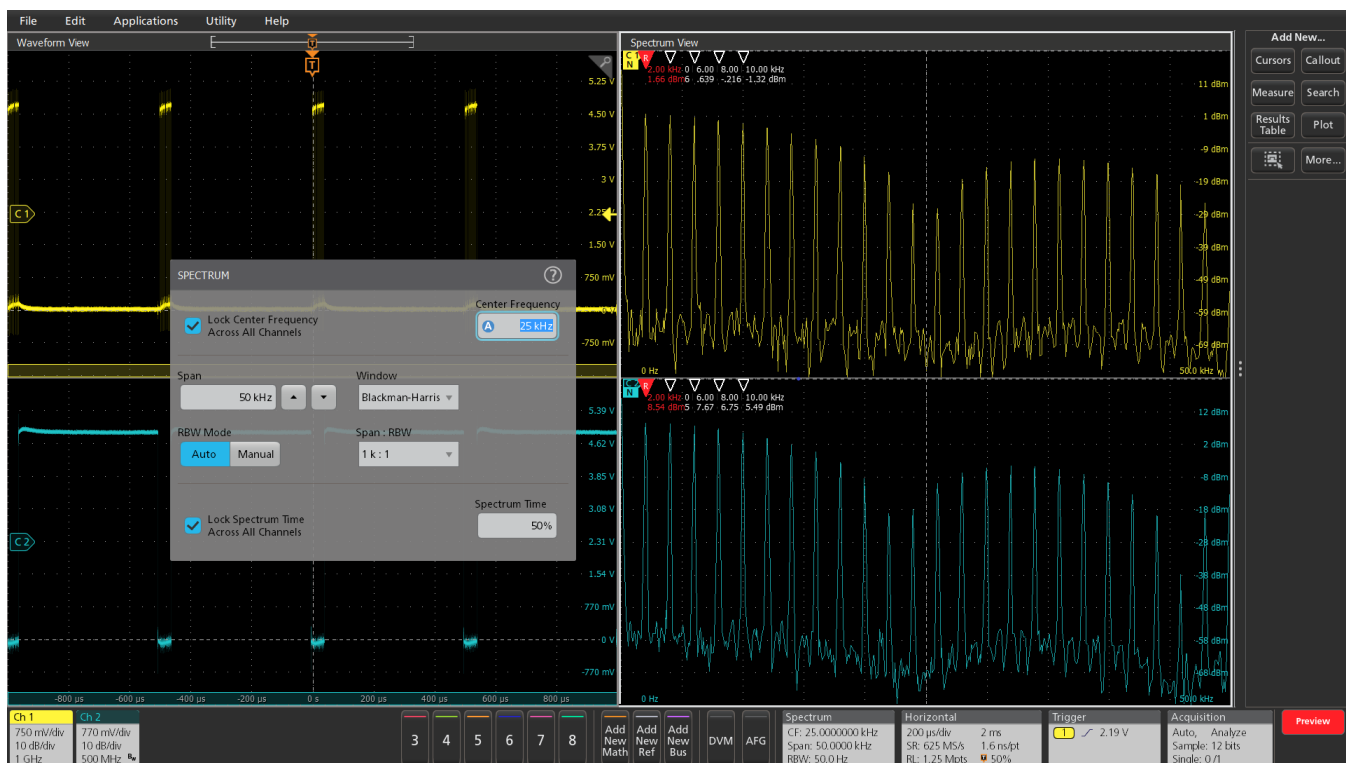 File Edit Applications Utility Help
Waveform View
T
T
5.25 V
4.50 V
3.75 V
3 V
C 1
2.25
1.50 V
750 mV
-750 mV
5.39 V
4.62 V
3.85 V
3.08 V
C 2
2.31 V
1.54 V
770 mV
0 V
-770 mV
-800 µs -600 µs -400 µs -200 µs 0 s 200 µs 400 µs 600 µs 800 µs
SPECTRUM ?
Lock Center Frequency
Across All Channels
Center Frequency
A 25 kHz
Span
50 kHz
Window
Blackman-Harris
RBW Mode
Auto Manual
Span : RBW
1 k : 1
Lock Spectrum Time
Across All Channels
Spectrum Time
50%
Spectrum View
C 1
N
R
2.00 kHz 0 6.00 8.00 10.00 kHz
1.66 dBm6 .639 -.216 -1.32 dBm
11 dBm
1 dBm
-9 dBm
-19 dBm
-29 dBm
-39 dBm
-49 dBm
-59 dBm
-69 dBm
0 Hz 50.0 kHz
C 2
N
R
2.00 kHz 0 6.00 8.00 10.00 kHz
8.54 dBm5 7.67 6.75 5.49 dBm
12 dBm
2 dBm
-8 dBm
-18 dBm
-28 dBm
-38 dBm
-48 dBm
-58 dBm
-68 dBm
0 Hz 50.0 kHz
Add New...
Cursors Callout
Measure Search
Results
Table
Plot
More...
Ch 1
750 mV/div
10 dB/div
1 GHz
Ch 2
770 mV/div
10 dB/div
500 MHz Bw
3 4 5 6 7 8
Add
New
Math
Add
New
Ref
Add
New
Bus
DVM AFG
Spectrum
CF: 25.0000000 kHz
Span: 50.0000 kHz
RBW: 50.0 Hz
Horizontal
200 µs/div 2 ms
SR: 625 MS/s 1.6 ns/pt
RL: 1.25 Mpts 50%
Trigger
1 2.19 V
Acquisition
Auto, Analyze
Sample: 12 bits
Single: 0 /1
Preview